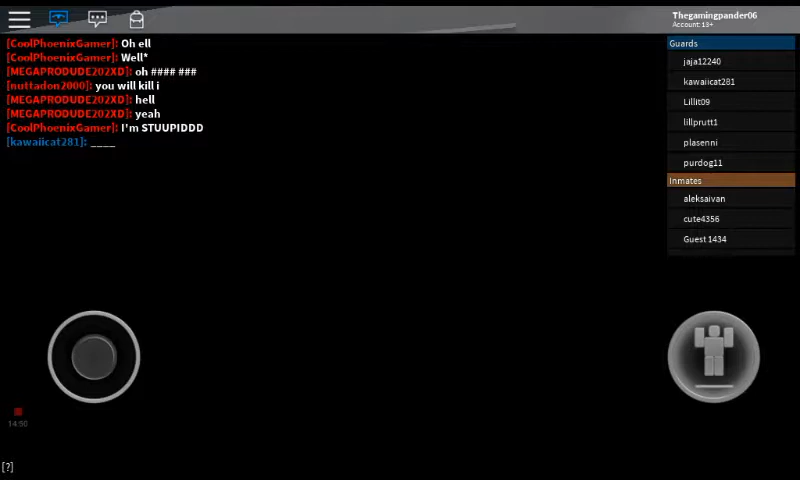 Thegamingpander06
Account: 13+
[CoolPhoenixGamer]: Oh ell
[CoolPhoenixGamer]: Well*
[MEGAPRODUDE202XD]: oh #### ###
[nuttadon2000]: you will kill i
[MEGAPRODUDE202XD]: hell
[MEGAPRODUDE202XD]: yeah
[CoolPhoenixGamer]: I'm STUUPIDDD
[kawaiicat281]: ____
Guards
jaja12240
kawaiicat281
Lillit09
lillprutt1
plasenni
purdog11
Inmates
aleksaivan
cute4356
Guest 1434
14:50
[?]